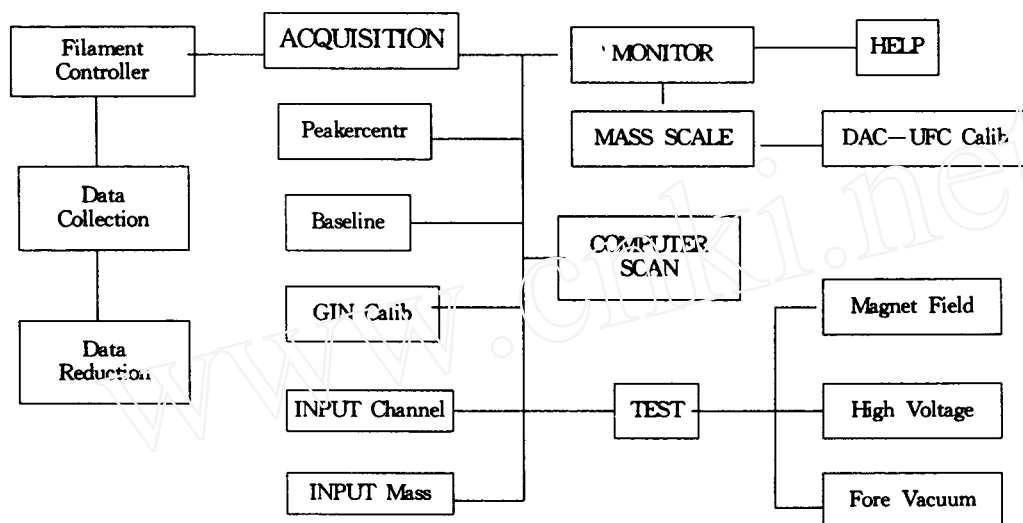 Filament
Controller
ACQUISITION
MONITOR
HELP
Peakercentr
MASS SCALE
DAC—UFC Calib
Data
Collection
Baseline
COMPUTER
SCAN
GIN Calib
Magnet Field
Data
Reduction
INPUT Channel
TEST
High Voltage
INPUT Mass
Fore Vacuum
www.cnki.net